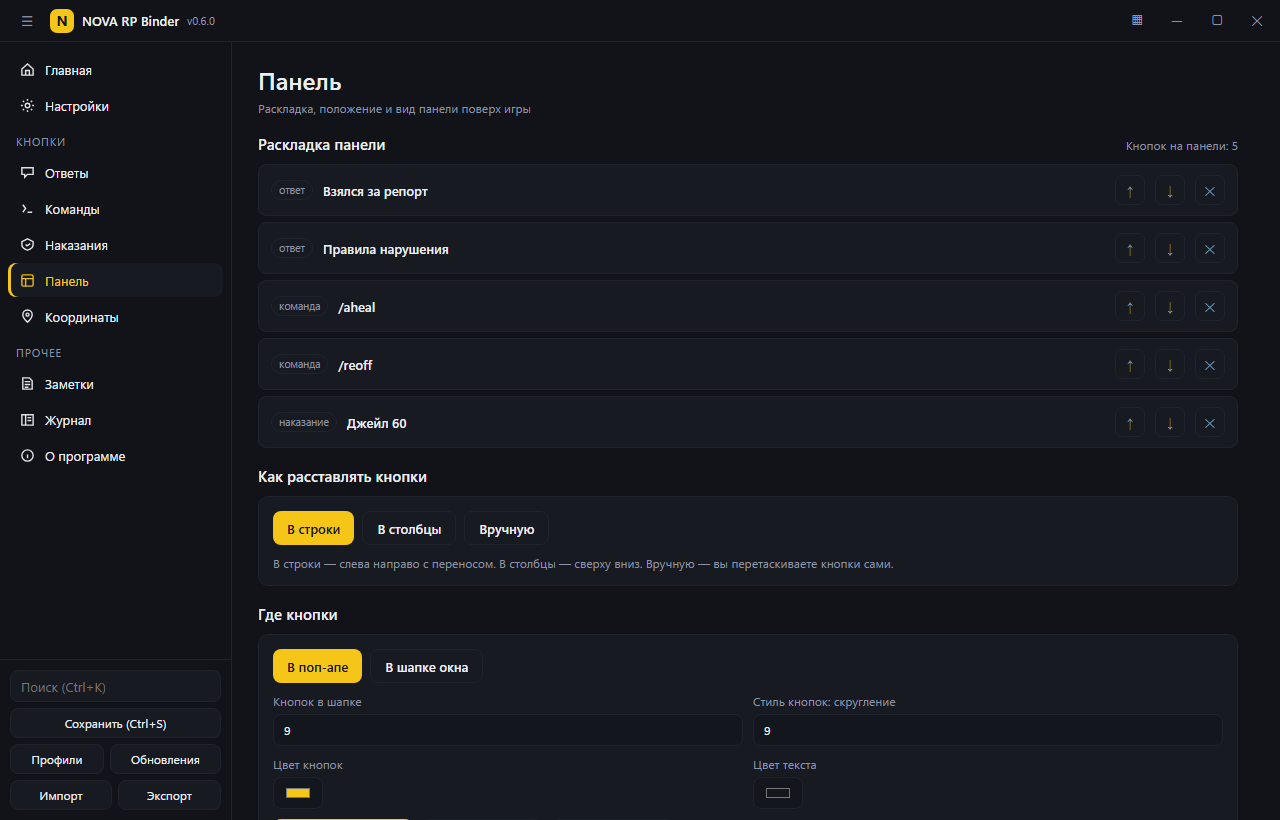 N NOVA RP Binder v0.6.0
Главная
Настройки
КНОПКИ
Ответы
Команды
Наказания
Панель
Координаты
ПРОЧЕЕ
Заметки
Журнал
О программе
Поиск (Ctrl+K)
Сохранить (Ctrl+S)
Профили Обновления
Импорт Экспорт
Панель
Раскладка, положение и вид панели поверх игры
Раскладка панели Кнопок на панели: 5
ответ Взялся за репорт
ответ Правила нарушения
команда /aheal
команда /reoff
наказание Джейл 60
Как расставлять кнопки
В строки В столбцы Вручную
В строки — слева направо с переносом. В столбцы — сверху вниз. Вручную — вы перетаскиваете кнопки сами.
Где кнопки
В поп-апе В шапке окна
Кнопок в шапке Стиль кнопок: скругление
9 9
Цвет кнопок Цвет текста